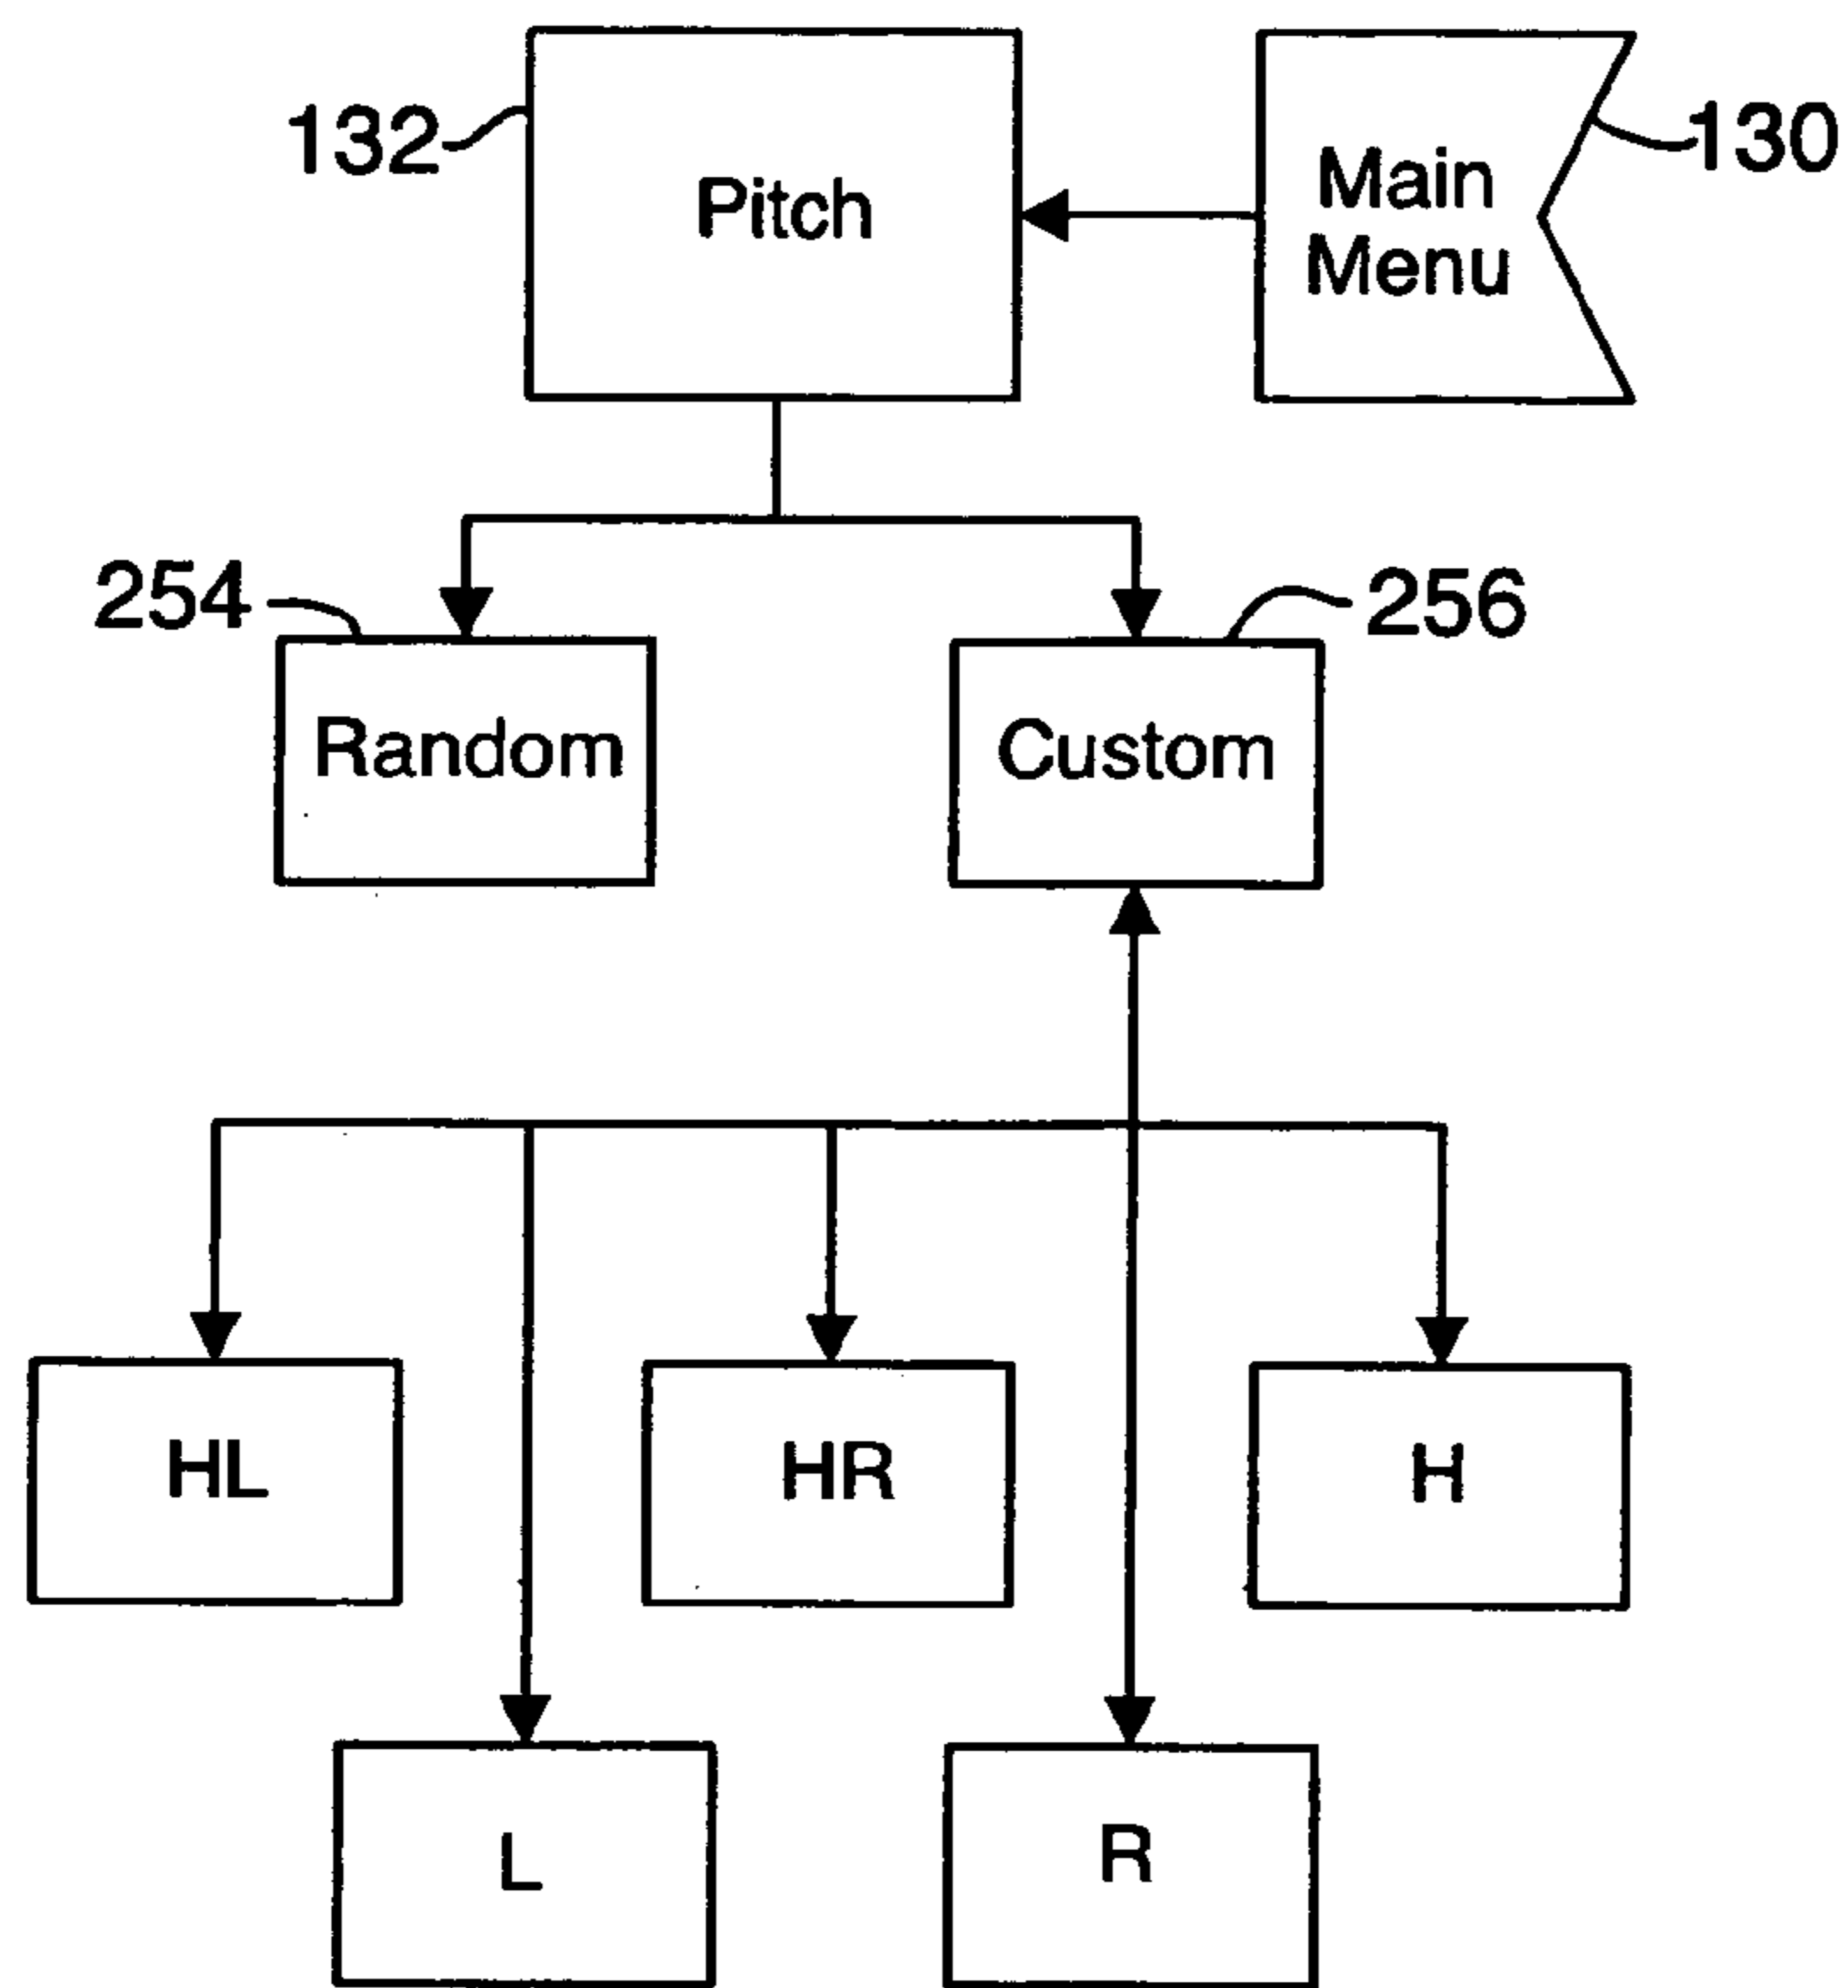 132
Pitch
Main
Menu
130
254
Random
256
Custom
HL
HR
H
L
R